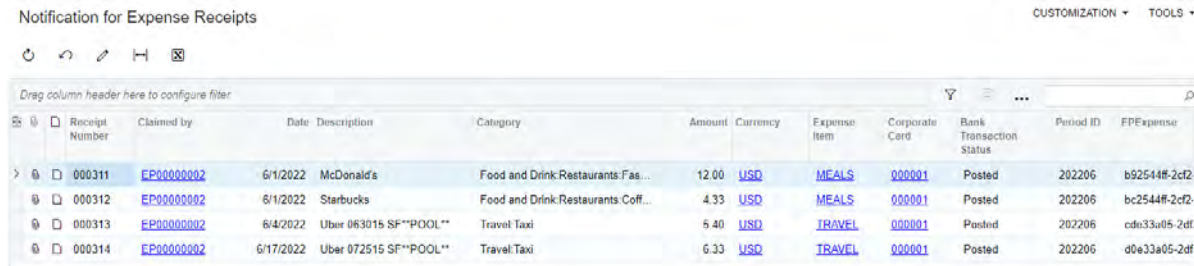 Notification for Expense Receipts
CUSTOMIZATION TOOLS
Drag column header here to configure filter
Receipt Number Claimed by Date Description Category Amount Currency Expense Item Corporate Card Bank Transaction Status Period ID FPExpense
000311 EP00000002 6/1/2022 McDonald's Food and Drink:Restaurants:Fas... 12.00 USD MEALS 000001 Posted 202206 b92544ff-2cf2-
000312 EP00000002 6/1/2022 Starbucks Food and Drink:Restaurants:Coff... 4.33 USD MEALS 000001 Posted 202206 bc2544ff-2cf2-
000313 EP00000002 6/4/2022 Uber 063015 SF**POOL** Travel:Taxi 5.40 USD TRAVEL 000001 Posted 202206 cde33a05-2df
000314 EP00000002 6/17/2022 Uber 072515 SF**POOL** Travel:Taxi 6.33 USD TRAVEL 000001 Posted 202206 d0e33a05-2df